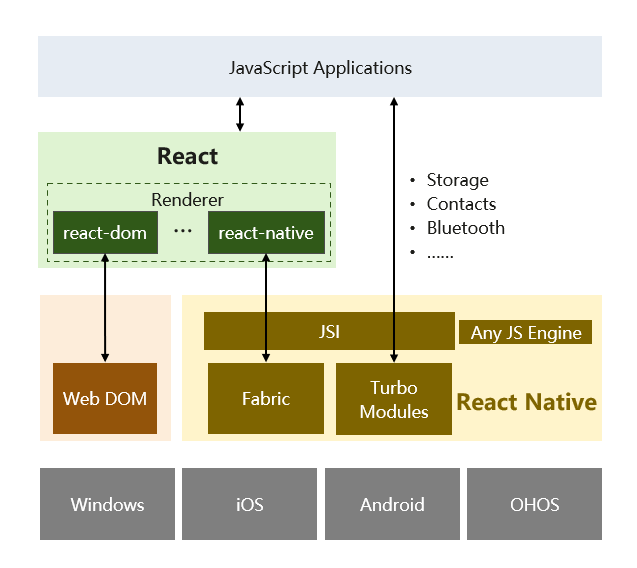 JavaScript Applications
React
Renderer
react-dom
...
react-native
• Storage
• Contacts
• Bluetooth
• ......
JSI
Any JS Engine
Web DOM
Fabric
Turbo
Modules
React Native
Windows
iOS
Android
OHOS